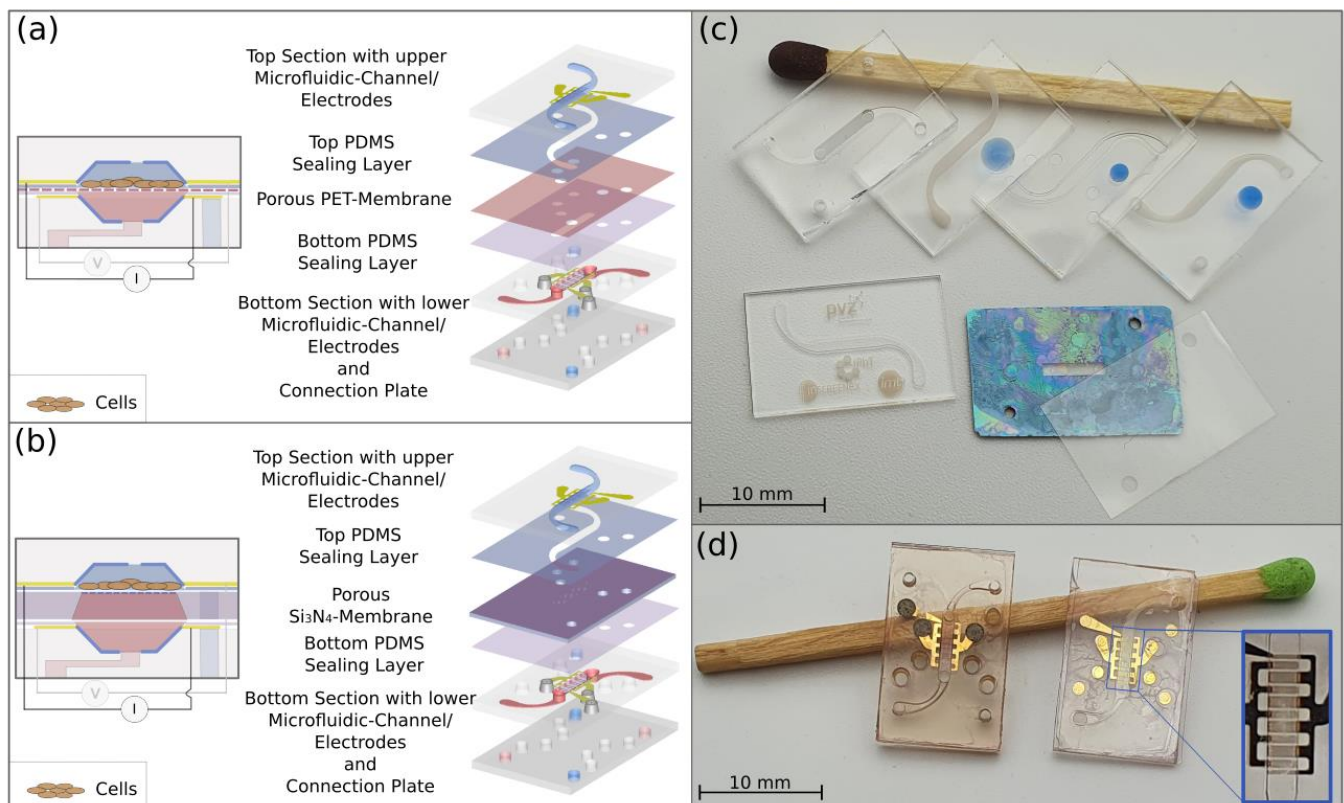 (a)
Top Section with upper
Microfluidic-Channel/
Electrodes
Top PDMS
Sealing Layer
Porous PET-Membrane
Bottom PDMS
Sealing Layer
Bottom Section with lower
Microfluidic-Channel/
Electrodes
and
Connection Plate
V
I
Cells
(b)
Top Section with upper
Microfluidic-Channel/
Electrodes
Top PDMS
Sealing Layer
Porous
Si₃N₄-Membrane
Bottom PDMS
Sealing Layer
Bottom Section with lower
Microfluidic-Channel/
Electrodes
and
Connection Plate
V
I
Cells
(c)
pvz
10 mm
(d)
10 mm